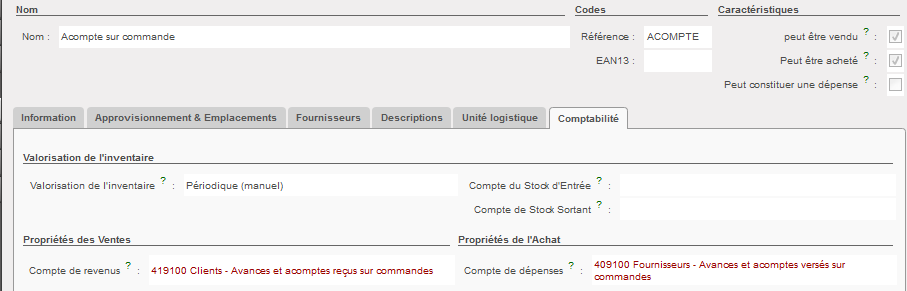 Nom Codes Caractéristiques
Nom : Acompte sur commande Référence : ACOMPTE peut être vendu ? :
EAN13 : Peut être acheté ? :
Peut constituer une dépense ? :
Information Approvisionnement & Emplacements Fournisseurs Descriptions Unité logistique Comptabilité
Valorisation de l'inventaire
Valorisation de l'inventaire ? : Périodique (manuel) Compte du Stock d'Entrée ? :
Compte de Stock Sortant ? :
Propriétés des Ventes Propriétés de l'Achat
Compte de revenus ? : 419100 Clients - Avances et acomptes reçus sur commandes Compte de dépenses ? : 409100 Fournisseurs - Avances et acomptes versés sur
commandes